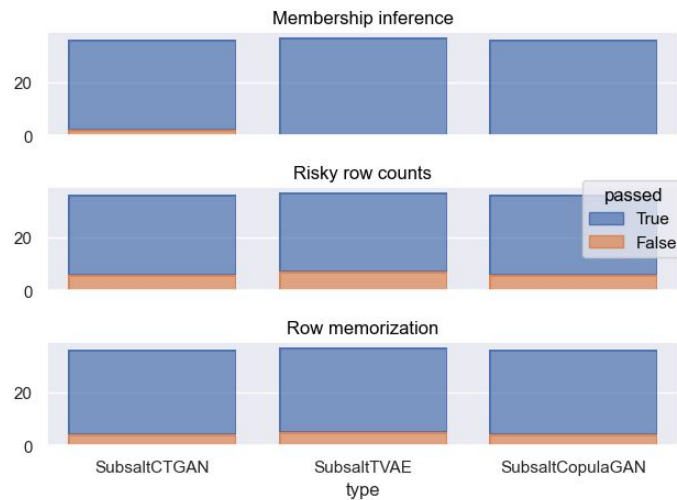 Membership inference
20
0
Risky row counts
passed
True
False
20
0
Row memorization
20
0
SubsaltCTGAN SubsaltTVAE SubsaltCopulaGAN
type